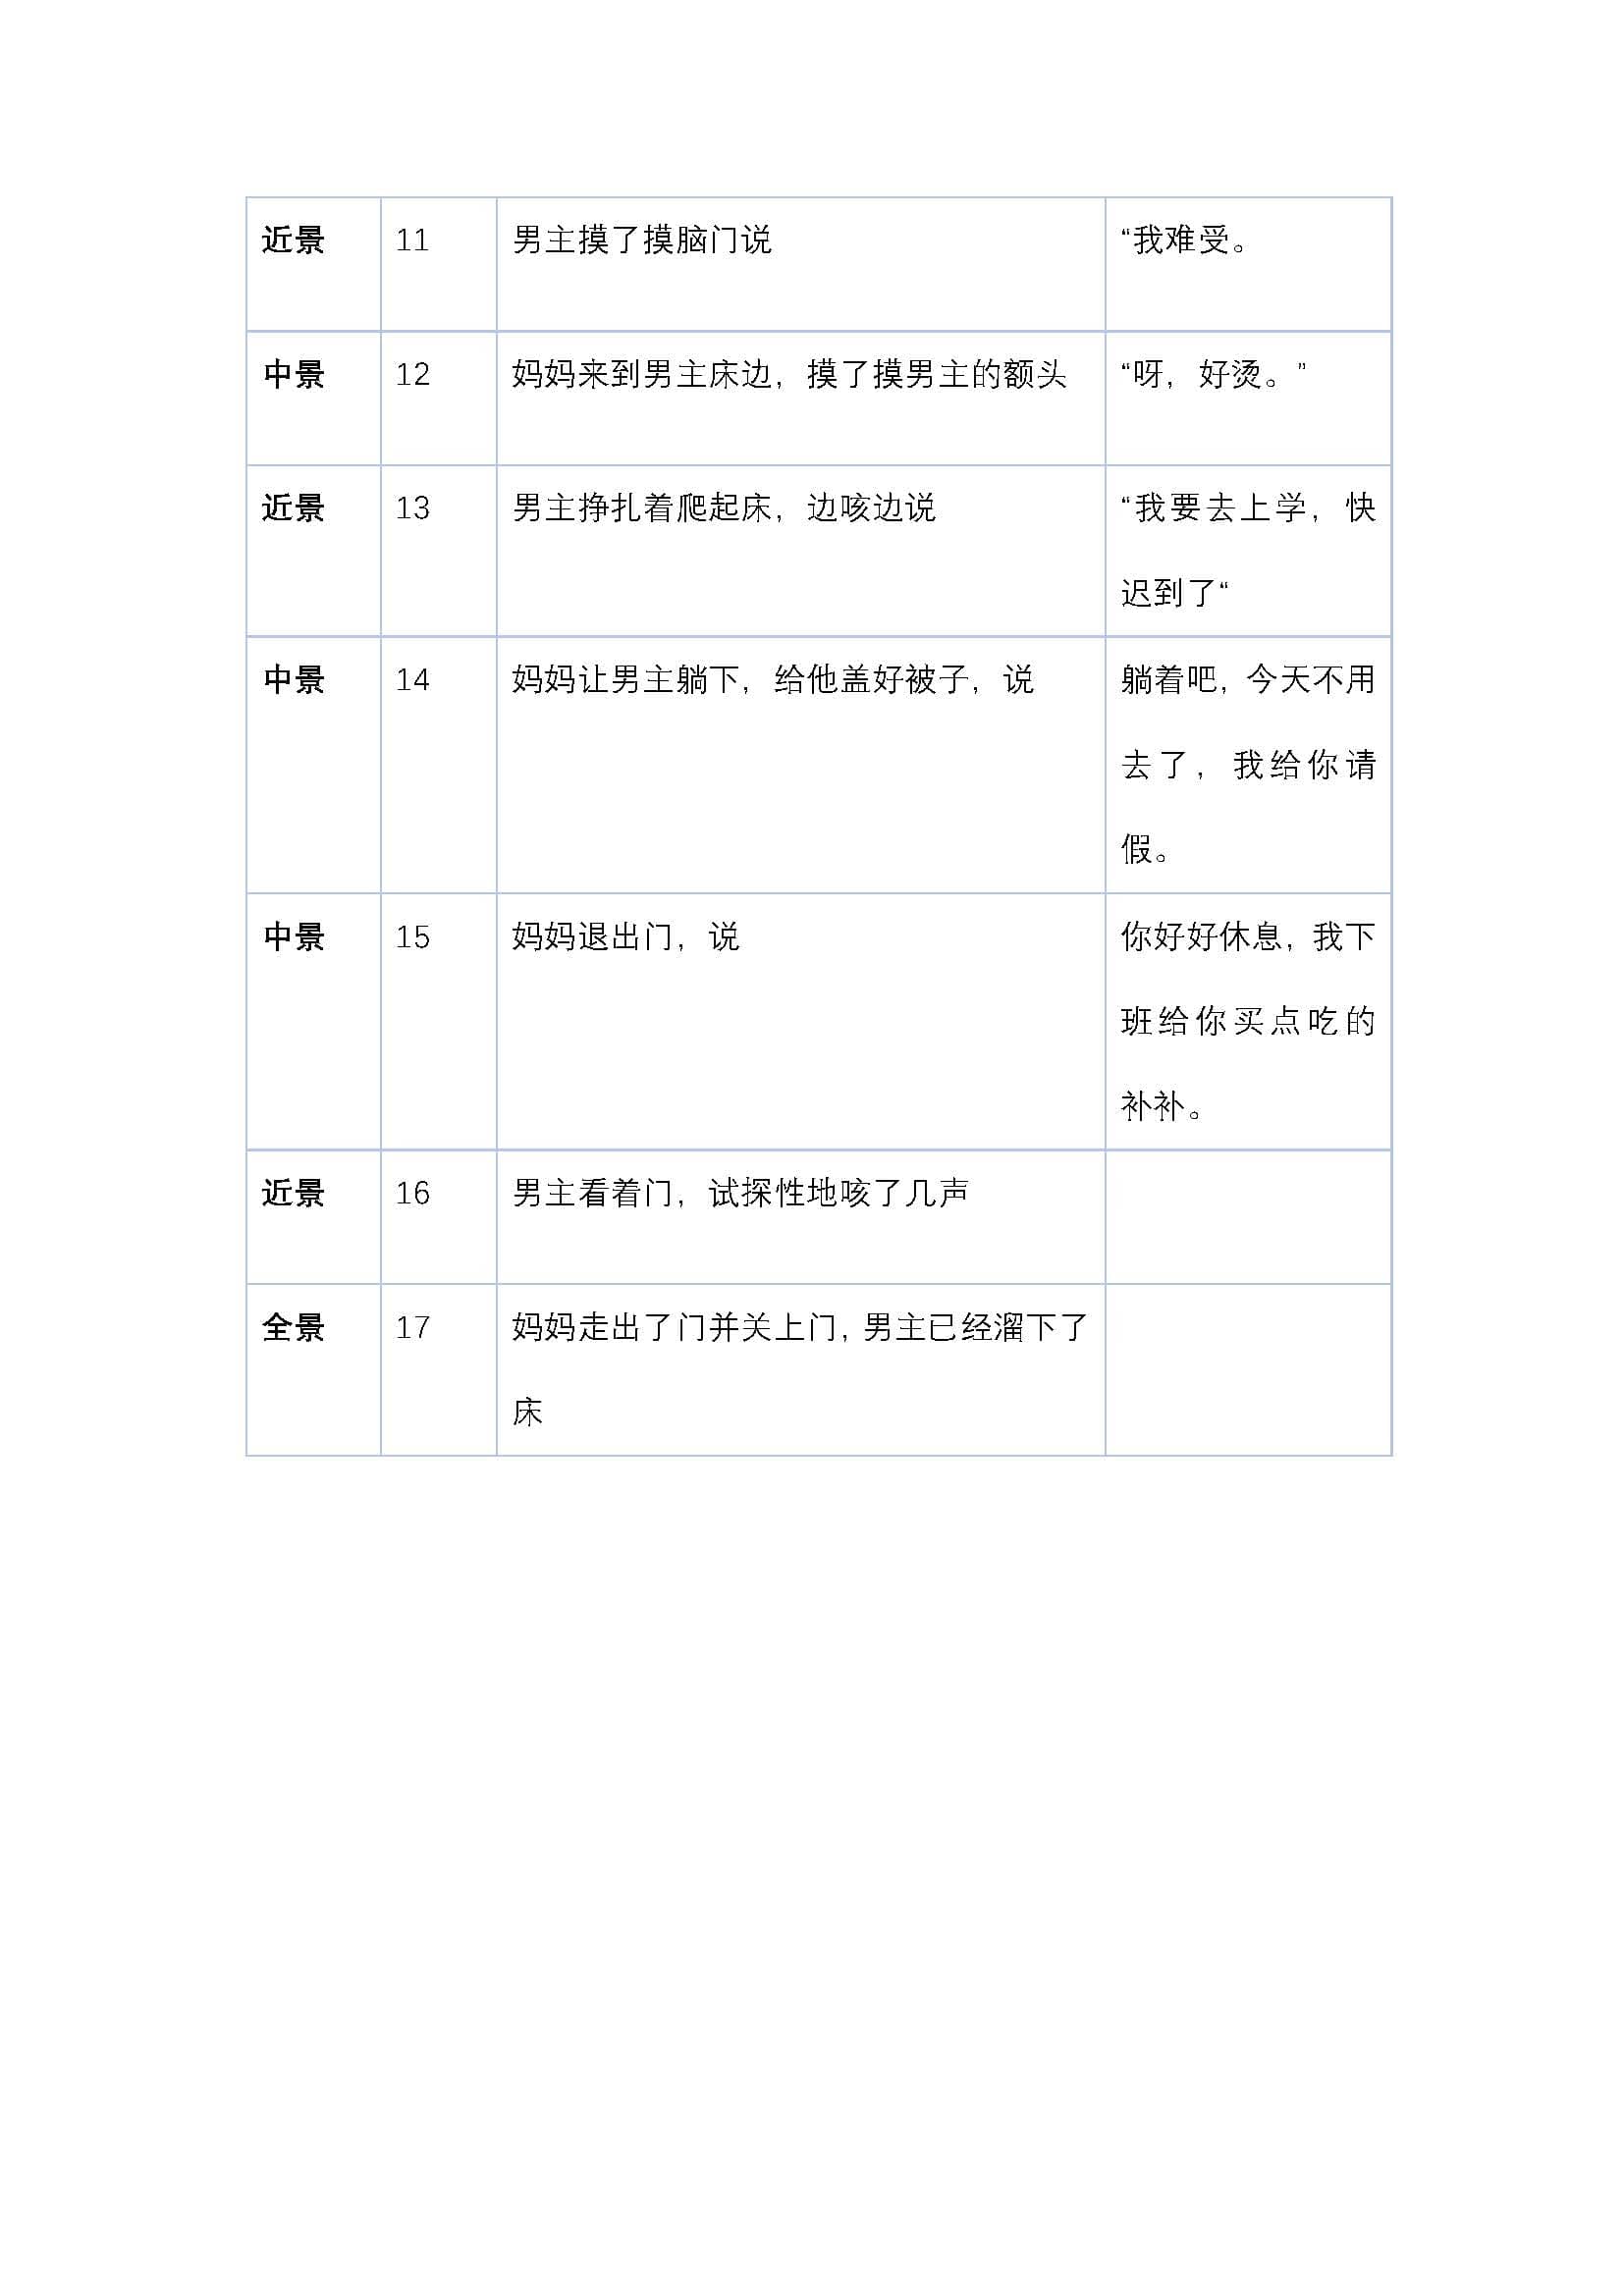 近景 11 男主摸了摸脑门说 “我难受。
中景 12 妈妈来到男主床边，摸了摸男主的额头 “呀，好烫。”
近景 13 男主挣扎着爬起床，边咳边说 “我要去上学，快
迟到了“
中景 14 妈妈让男主躺下，给他盖好被子，说 躺着吧，今天不用
去了，我给你请
假。
中景 15 妈妈退出门，说 你好好休息，我下
班给你买点吃的
补补。
近景 16 男主看着门，试探性地咳了几声
全景 17 妈妈走出了门并关上门，男主已经溜下了
床